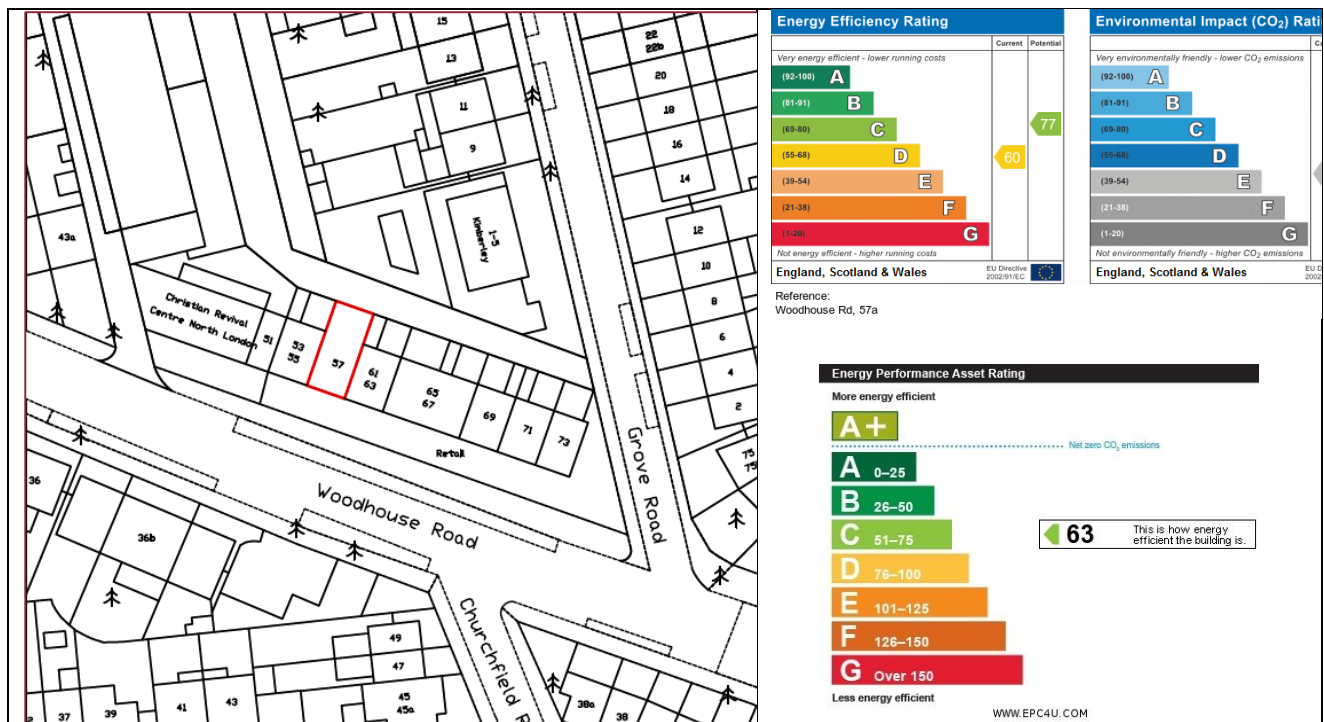 15
13
11
9
22
22b
20
18
16
14
12
10
8
6
4
2
75
1-5
Kimberley
43a
Christian Revival
Centre North London
51
53
55
57
61
63
65
67
69
71
73
Retail
Woodhouse Road
Grove Road
36
36b
49
47
45
45a
43
41
39
37
38a
38
Energy Efficiency Rating
Current Potential
Very energy efficient - lower running costs
(92-100) A
(81-91) B
(69-80) C
77
(55-68) D
60
(39-54) E
(21-38) F
(1-20) G
Not energy efficient - higher running costs
England, Scotland & Wales
EU Directive
2002/91/EC
Reference:
Woodhouse Rd, 57a
Environmental Impact (CO₂) Rati
Very environmentally friendly - lower CO₂ emissions
(92-100) A
(81-91) B
(69-80) C
(55-68) D
(39-54) E
(21-38) F
(1-20) G
Not environmentally friendly - higher CO₂ emissions
England, Scotland & Wales
Energy Performance Asset Rating
More energy efficient
A+
Net zero CO₂ emissions
A 0–25
B 26–50
C 51–75
63 This is how energy
efficient the building is.
D 76–100
E 101–125
F 126–150
G Over 150
Less energy efficient
WWW.EPC4U.COM
Churchfield R